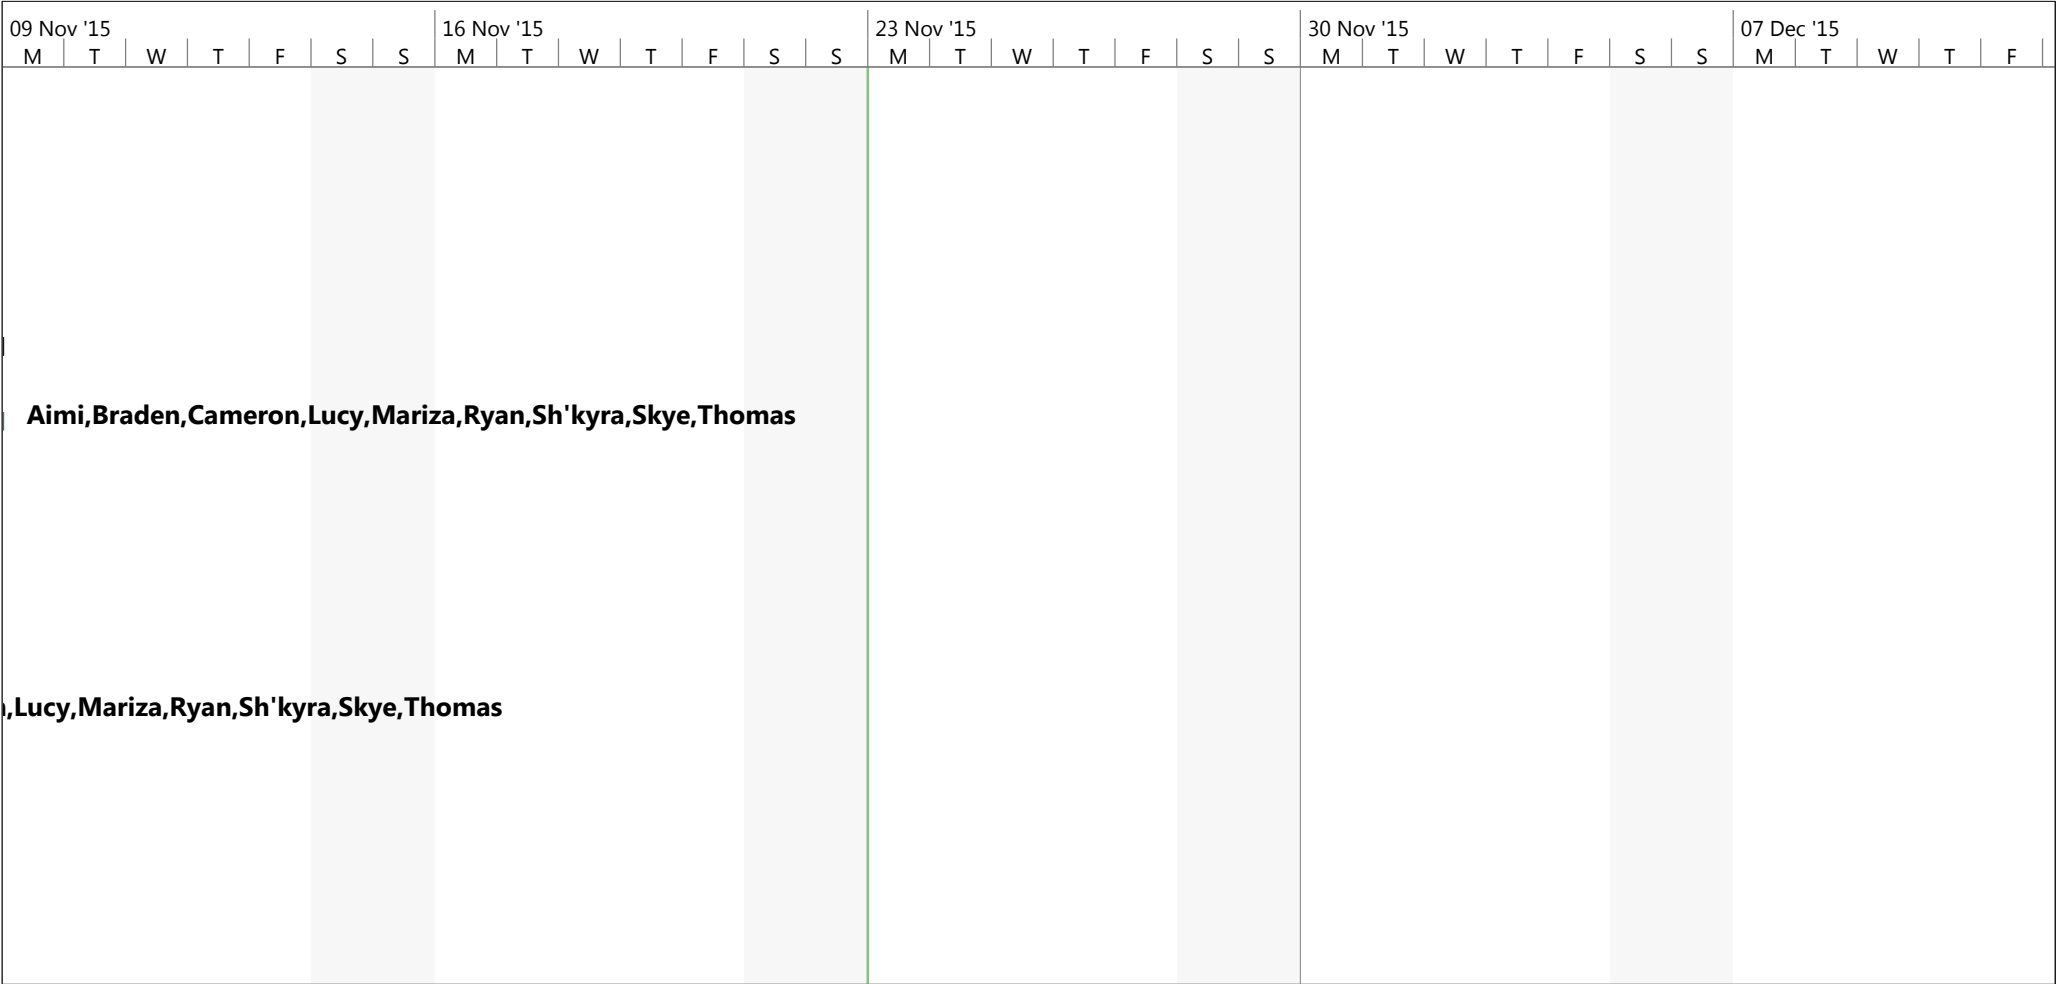 09 Nov '15 16 Nov '15 23 Nov '15 30 Nov '15 07 Dec '15
M T W T F S S M T W T F S S M T W T F S S M T W T F S S M T W T F
Aimi,Braden,Cameron,Lucy,Mariza,Ryan,Sh'kyra,Skye,Thomas
,Lucy,Mariza,Ryan,Sh'kyra,Skye,Thomas